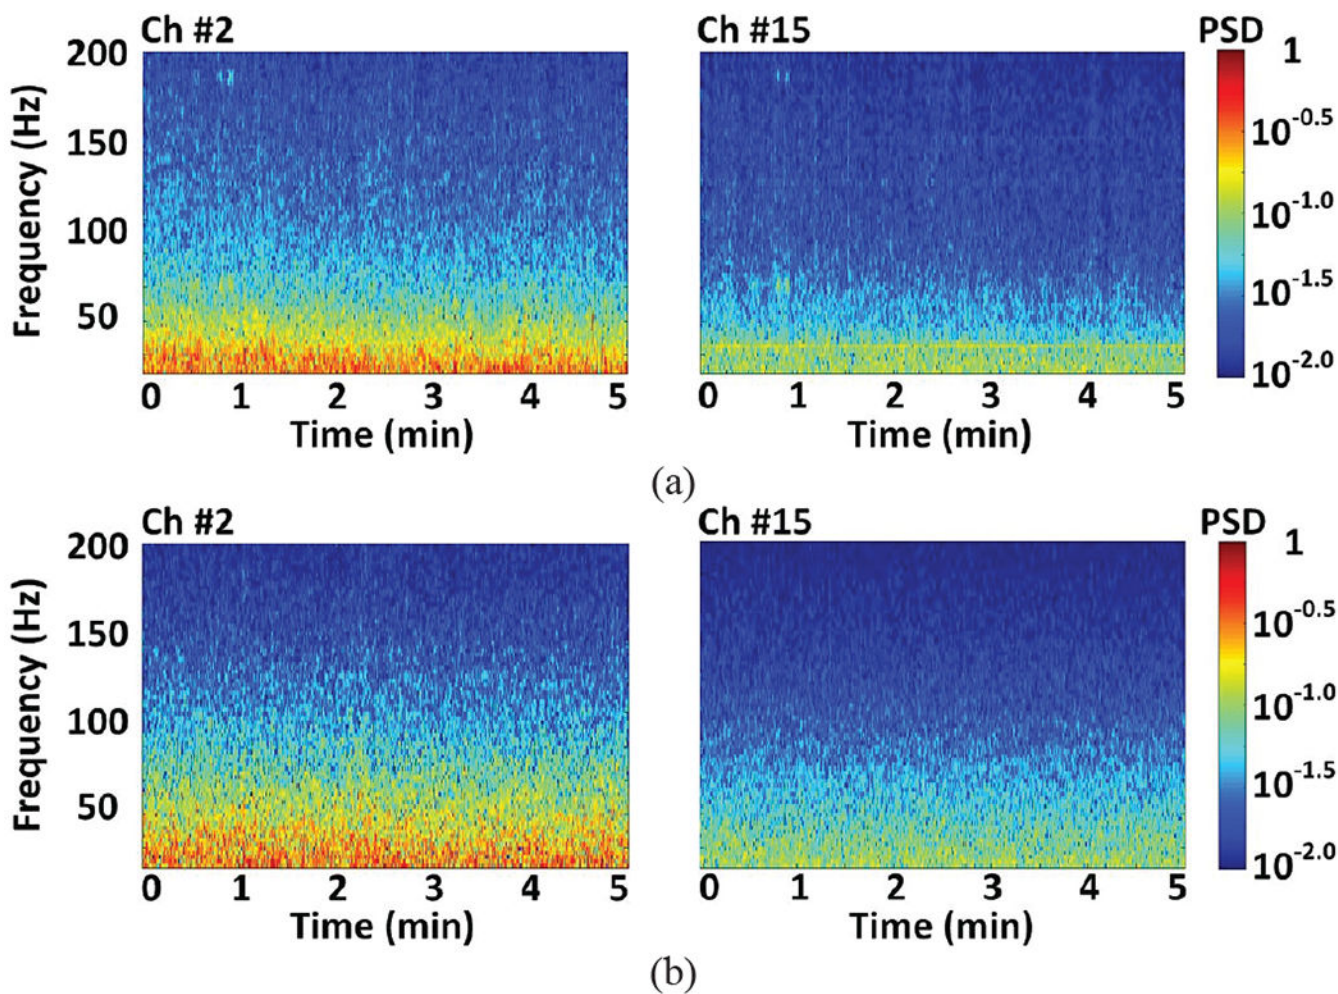 Ch #2 Ch #15 PSD
200 1
150 10^-0.5
100 10^-1.0
50 10^-1.5
10^-2.0
Frequency (Hz)
0 1 2 3 4 5 0 1 2 3 4 5
Time (min) Time (min)
(a)
Ch #2 Ch #15 PSD
200 1
150 10^-0.5
100 10^-1.0
50 10^-1.5
10^-2.0
Frequency (Hz)
0 1 2 3 4 5 0 1 2 3 4 5
Time (min) Time (min)
(b)